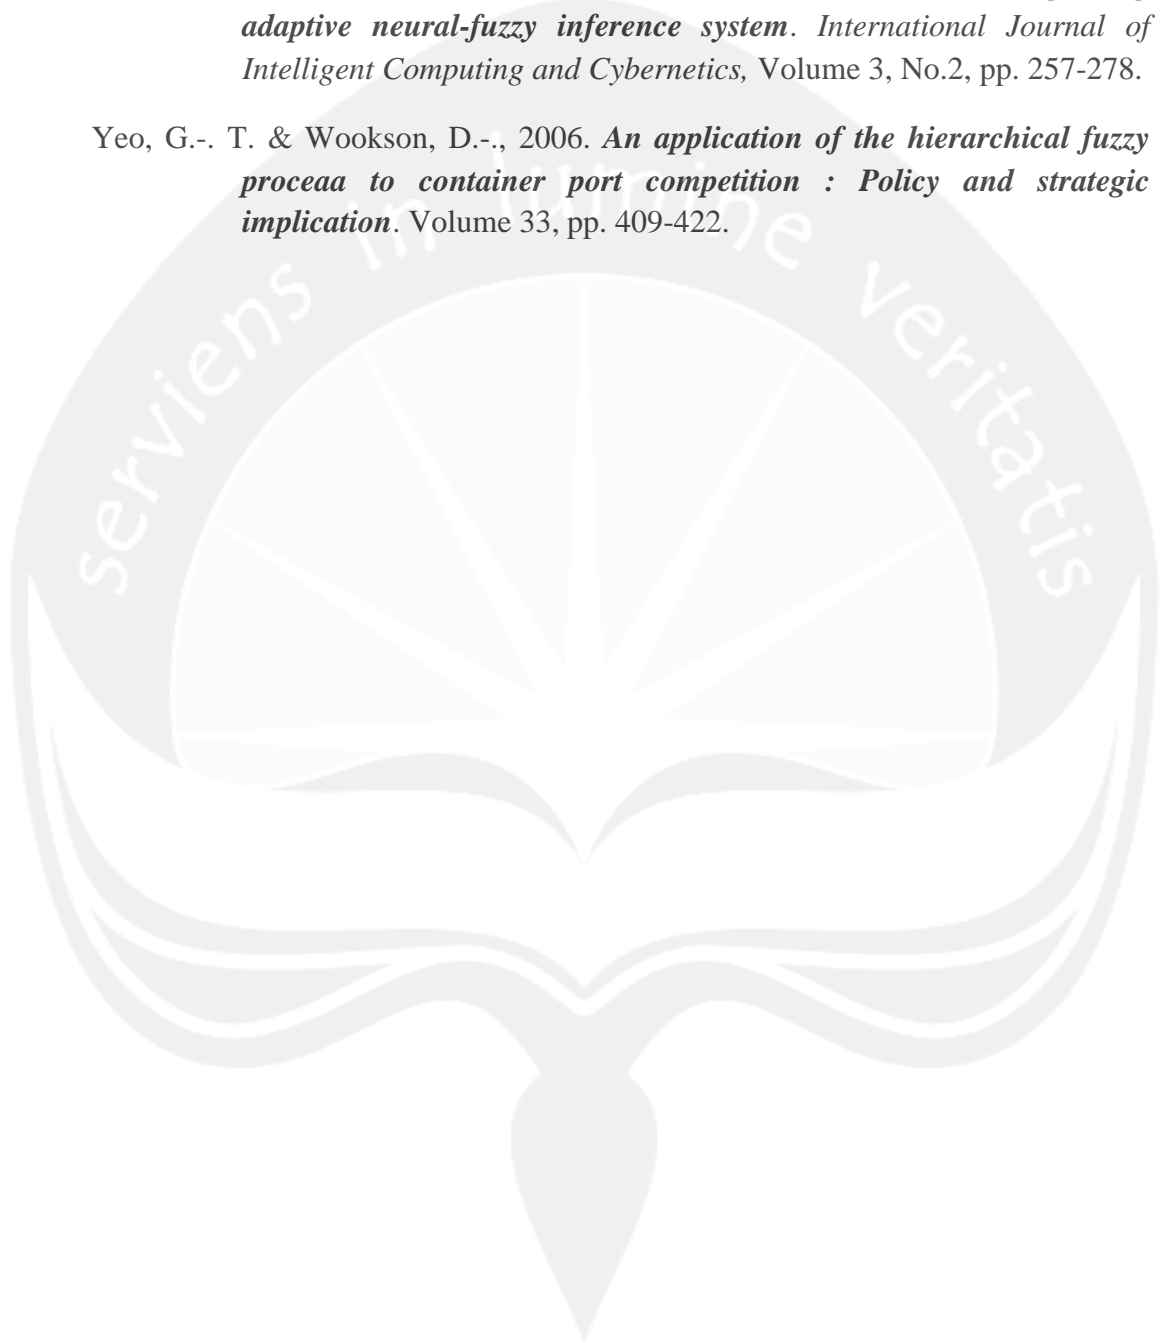 adaptive neural-fuzzy inference system. International Journal of
Intelligent Computing and Cybernetics, Volume 3, No.2, pp. 257-278.
Yeo, G.-. T. & Wookson, D.-., 2006. An application of the hierarchical fuzzy
proceaa to container port competition : Policy and strategic
implication. Volume 33, pp. 409-422.
serviens in lumine veritatis